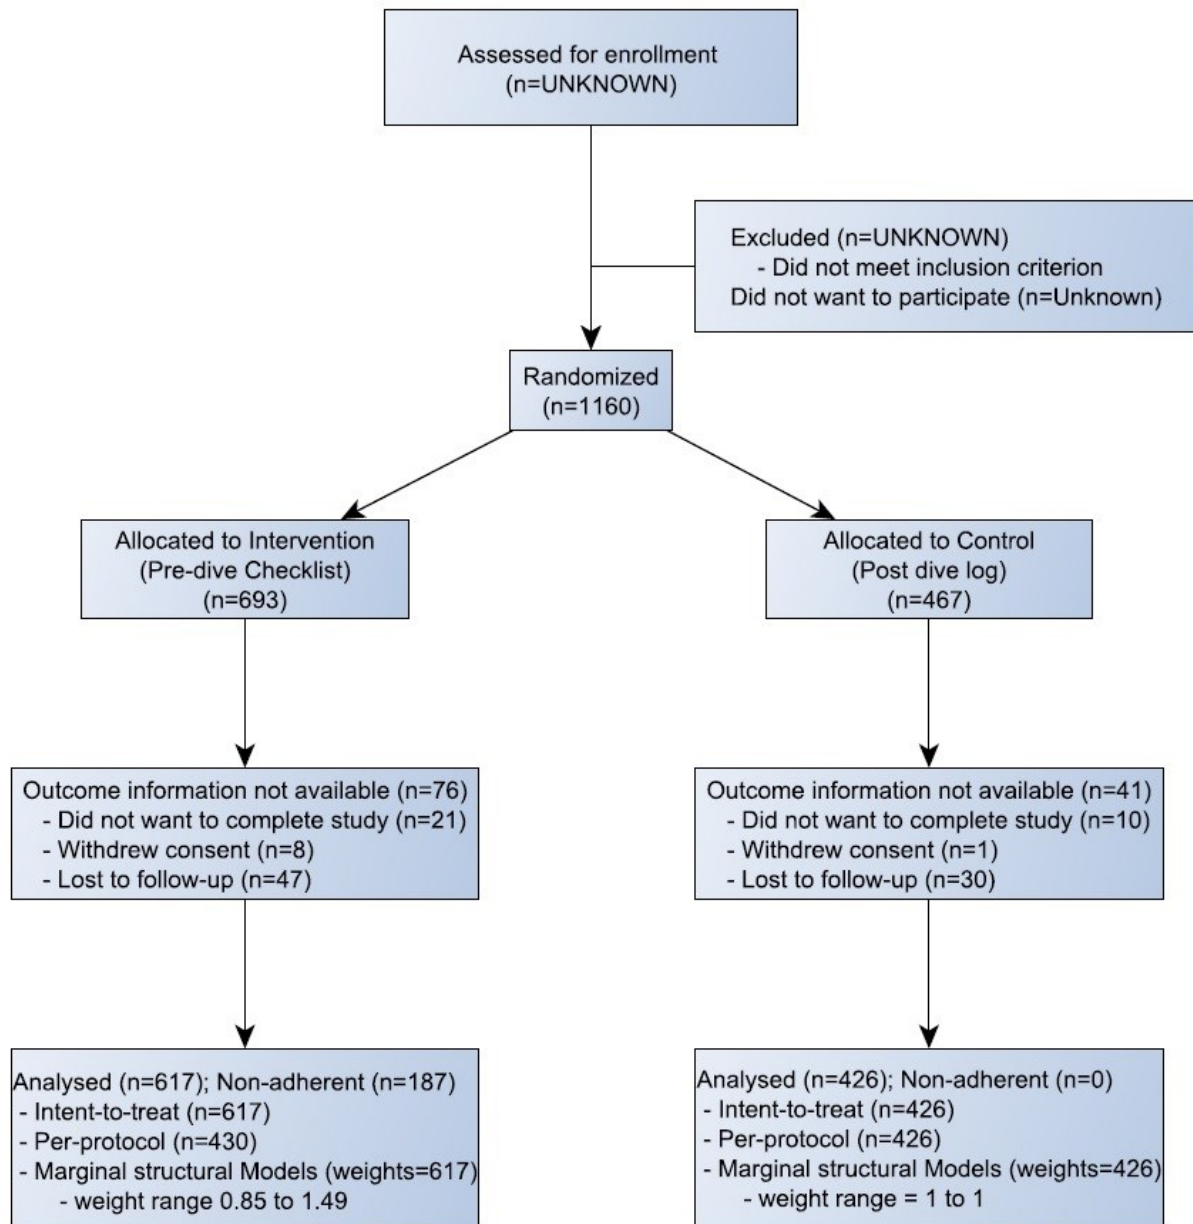 Assessed for enrollment
(n=UNKNOWN)
Excluded (n=UNKNOWN)
- Did not meet inclusion criterion
Did not want to participate (n=Unknown)
Randomized
(n=1160)
Allocated to Intervention
(Pre-dive Checklist)
(n=693)
Allocated to Control
(Post dive log)
(n=467)
Outcome information not available (n=76)
- Did not want to complete study (n=21)
- Withdrew consent (n=8)
- Lost to follow-up (n=47)
Outcome information not available (n=41)
- Did not want to complete study (n=10)
- Withdrew consent (n=1)
- Lost to follow-up (n=30)
Analysed (n=617); Non-adherent (n=187)
- Intent-to-treat (n=617)
- Per-protocol (n=430)
- Marginal structural Models (weights=617)
- weight range 0.85 to 1.49
Analysed (n=426); Non-adherent (n=0)
- Intent-to-treat (n=426)
- Per-protocol (n=426)
- Marginal structural Models (weights=426)
- weight range = 1 to 1